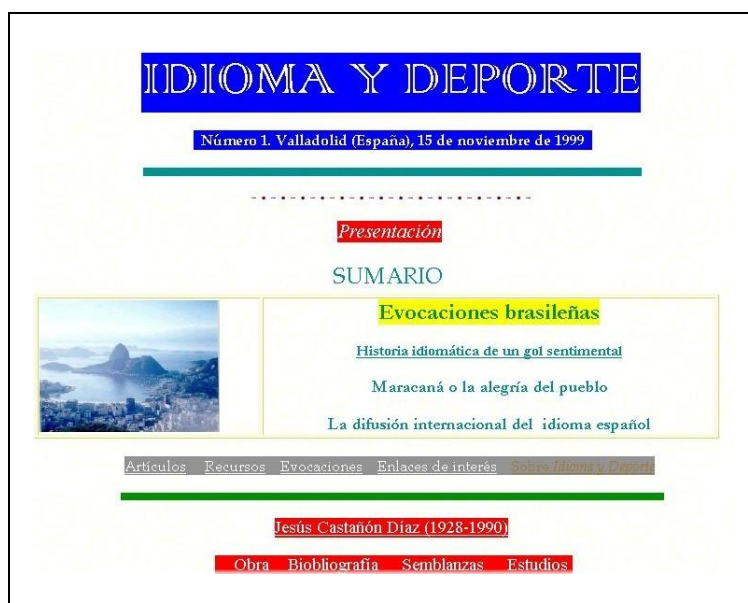 IDIOMA Y DEPORTE
Número 1. Valladolid (España), 15 de noviembre de 1999
Presentación
SUMARIO
Evocaciones brasileñas
Historia idiomática de un gol sentimental
Maracaná o la alegría del pueblo
La difusión internacional del idioma español
Artículos Recursos Evocaciones Enlaces de interés Sobre Idioma y Deporte
Jesús Castañón Díaz (1928-1990)
Obra Biobliografía Semblanzas Estudios